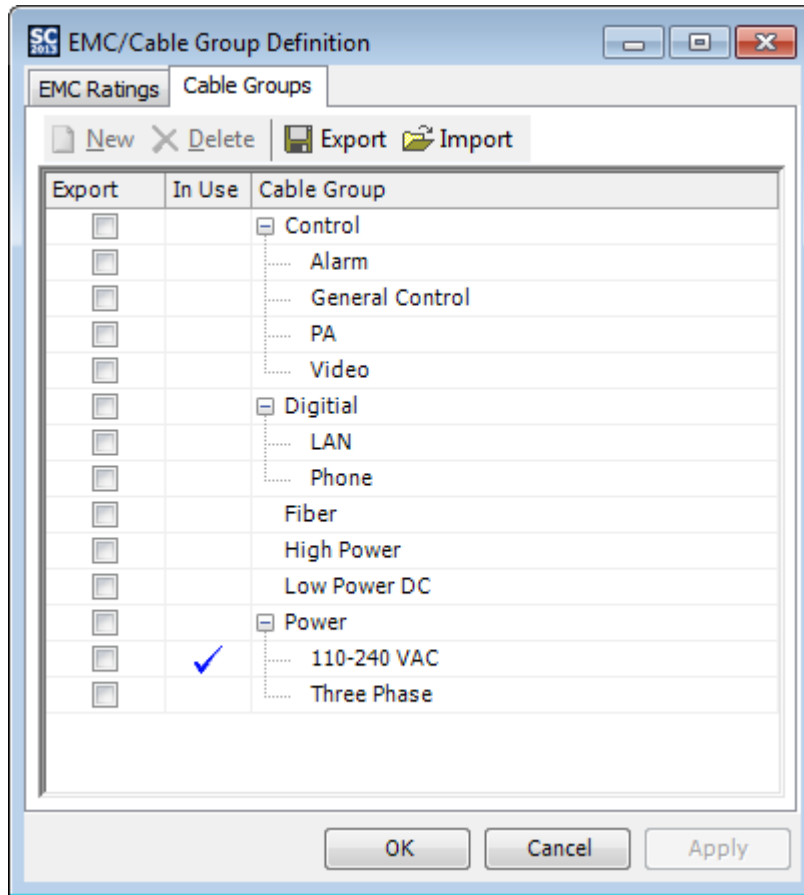 SC 2013 EMC/Cable Group Definition
EMC Ratings Cable Groups
New Delete Export Import
Export In Use Cable Group
Control
Alarm
General Control
PA
Video
Digitial
LAN
Phone
Fiber
High Power
Low Power DC
Power
110-240 VAC
Three Phase
OK Cancel Apply